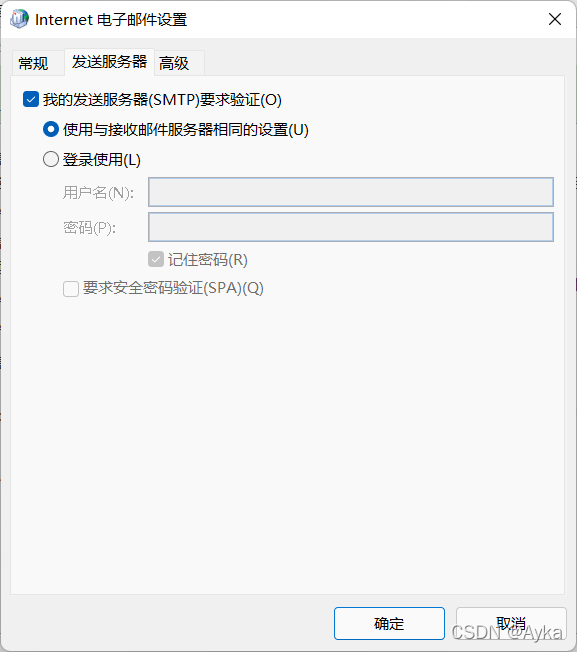 Internet 电子邮件设置
常规 发送服务器 高级
我的发送服务器(SMTP)要求验证(O)
使用与接收邮件服务器相同的设置(U)
登录使用(L)
用户名(N):
密码(P):
记住密码(R)
要求安全密码验证(SPA)(Q)
确定 取消
CSDN @Ayka